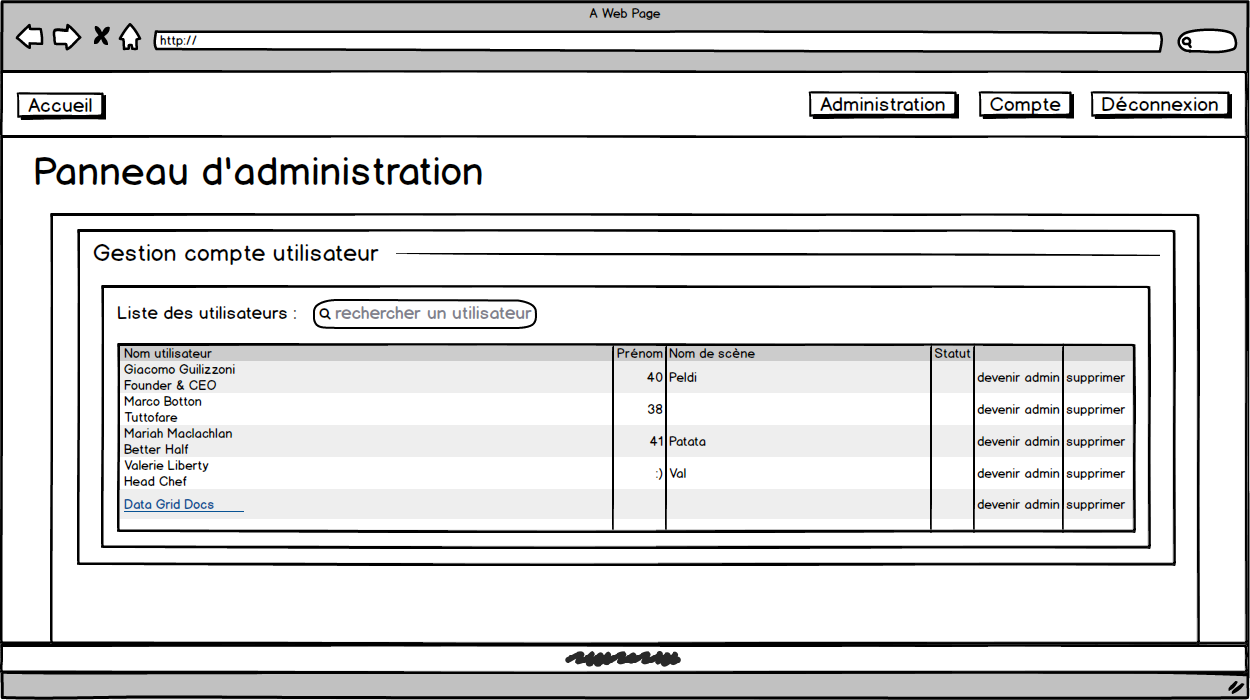 A Web Page
http://
Accueil
Administration
Compte
Déconnexion
Panneau d'administration
Gestion compte utilisateur
Liste des utilisateurs :
rechercher un utilisateur
Nom utilisateur Prénom Nom de scène Statut
Giacomo Guilizzoni
Founder & CEO
40 Peldi devenir admin supprimer
Marco Botton
Tuttofare
38 devenir admin supprimer
Mariah Maclachlan
Better Half
41 Patata devenir admin supprimer
Valerie Liberty
Head Chef
:) Val devenir admin supprimer
Data Grid Docs devenir admin supprimer